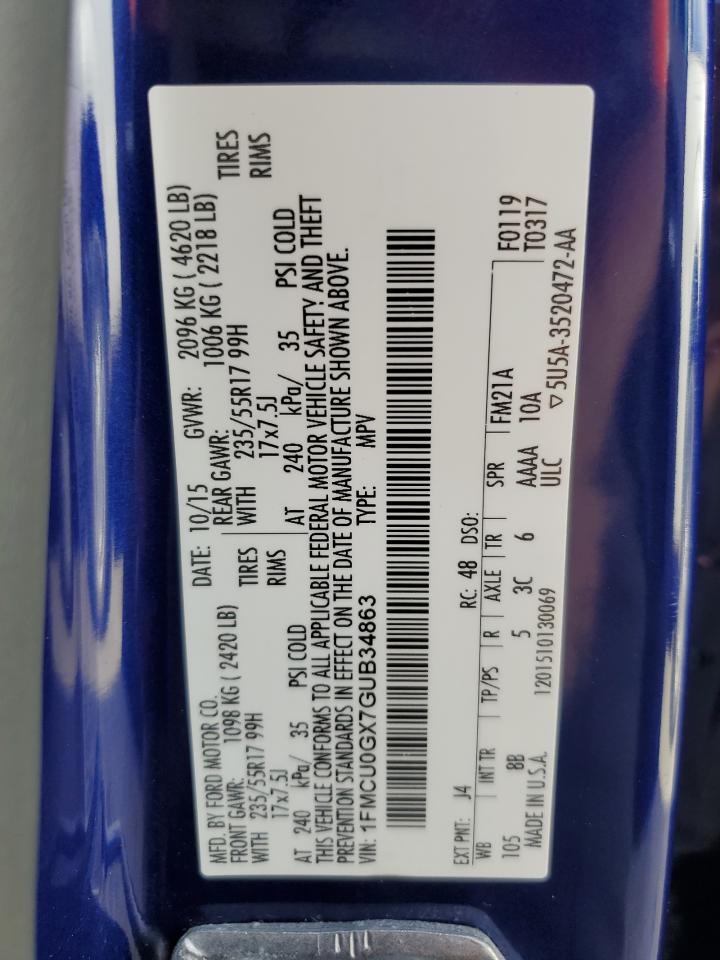 MFD. BY FORD MOTOR CO.
DATE: 10/15 GVWR: 2096 KG ( 4620 LB)
FRONT GAWR: 1098 KG ( 2420 LB) REAR GAWR: 1006 KG ( 2218 LB)
WITH 235/55R17 99H TIRES WITH 235/55R17 99H TIRES
17x7.5J RIMS 17x7.5J RIMS
AT 240 kPa/ 35 PSI COLD AT 240 kPa/ 35 PSI COLD
THIS VEHICLE CONFORMS TO ALL APPLICABLE FEDERAL MOTOR VEHICLE SAFETY AND THEFT
PREVENTION STANDARDS IN EFFECT ON THE DATE OF MANUFACTURE SHOWN ABOVE.
VIN: 1FMCU0GX7GUB34863 TYPE: MPV
EXT PNT: J4 RC: 48 DSO: F0119
T0317
WB INT TR TP/PS R AXLE TR SPR FM21A
105 8B 5 3C 6 AAAA 10A
MADE IN U.S.A. 1201510130069 ULC ▽5U5A-3520472-AA